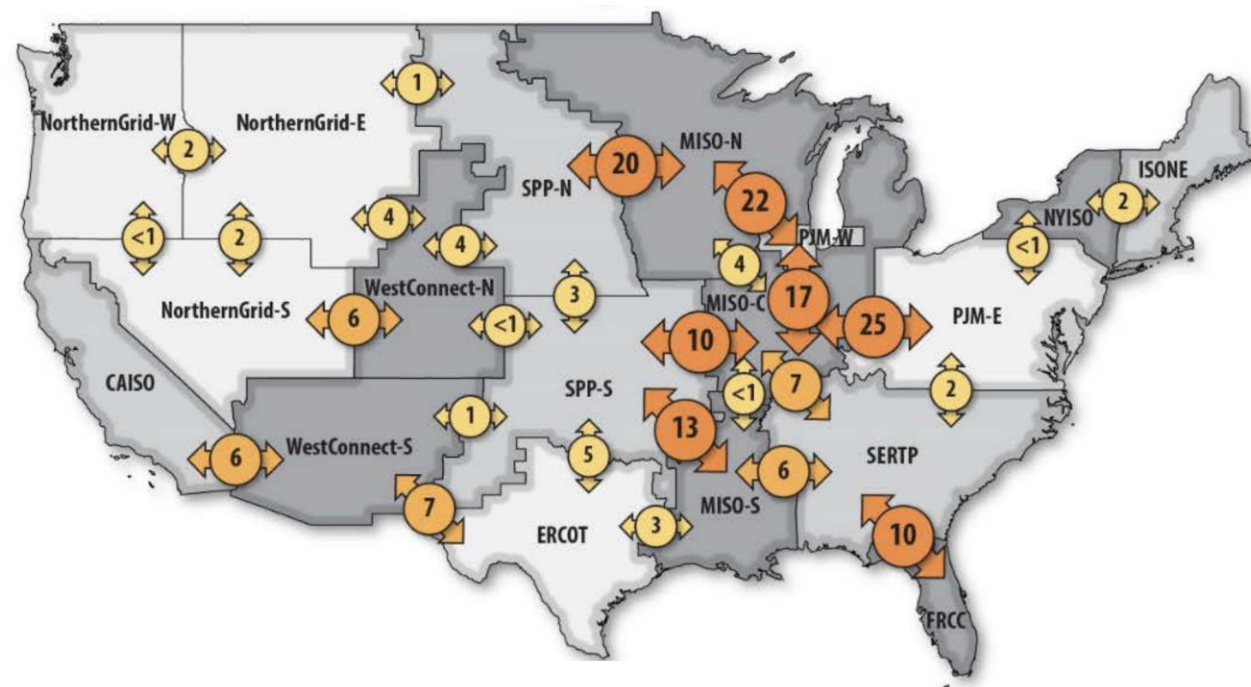 1
NorthernGrid-W
NorthernGrid-E
2
MISO-N
20
SPP-N
22
ISONE
2
NYISO
4
<1
2
4
PJM-W
<1
4
WestConnect-N
3
MISO-C
17
NorthernGrid-S
6
<1
10
25
PJM-E
CAISO
SPP-S
<1
7
2
1
13
WestConnect-S
6
5
6
SERTP
7
MISO-S
3
ERCOT
10
FRCC